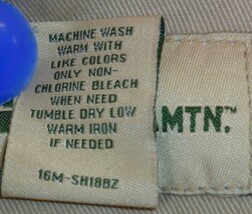 MACHINE WASH
WARM WITH
LIKE COLORS
ONLY NON-
CHLORINE BLEACH
WHEN NEED
TUMBLE DRY LOW
WARM IRON
IF NEEDED
16M-SH18BZ
MTN.™